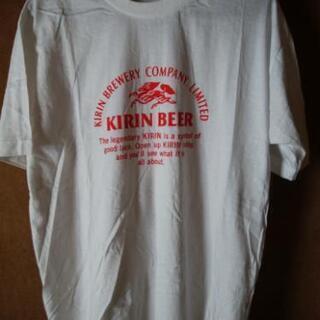 KIRIN BREWERY COMPANY LIMITED
KIRIN BEER
The legendary KIRIN is a symbol of
good luck. Open up KIRIN today,
and you'll see what it's
all about.